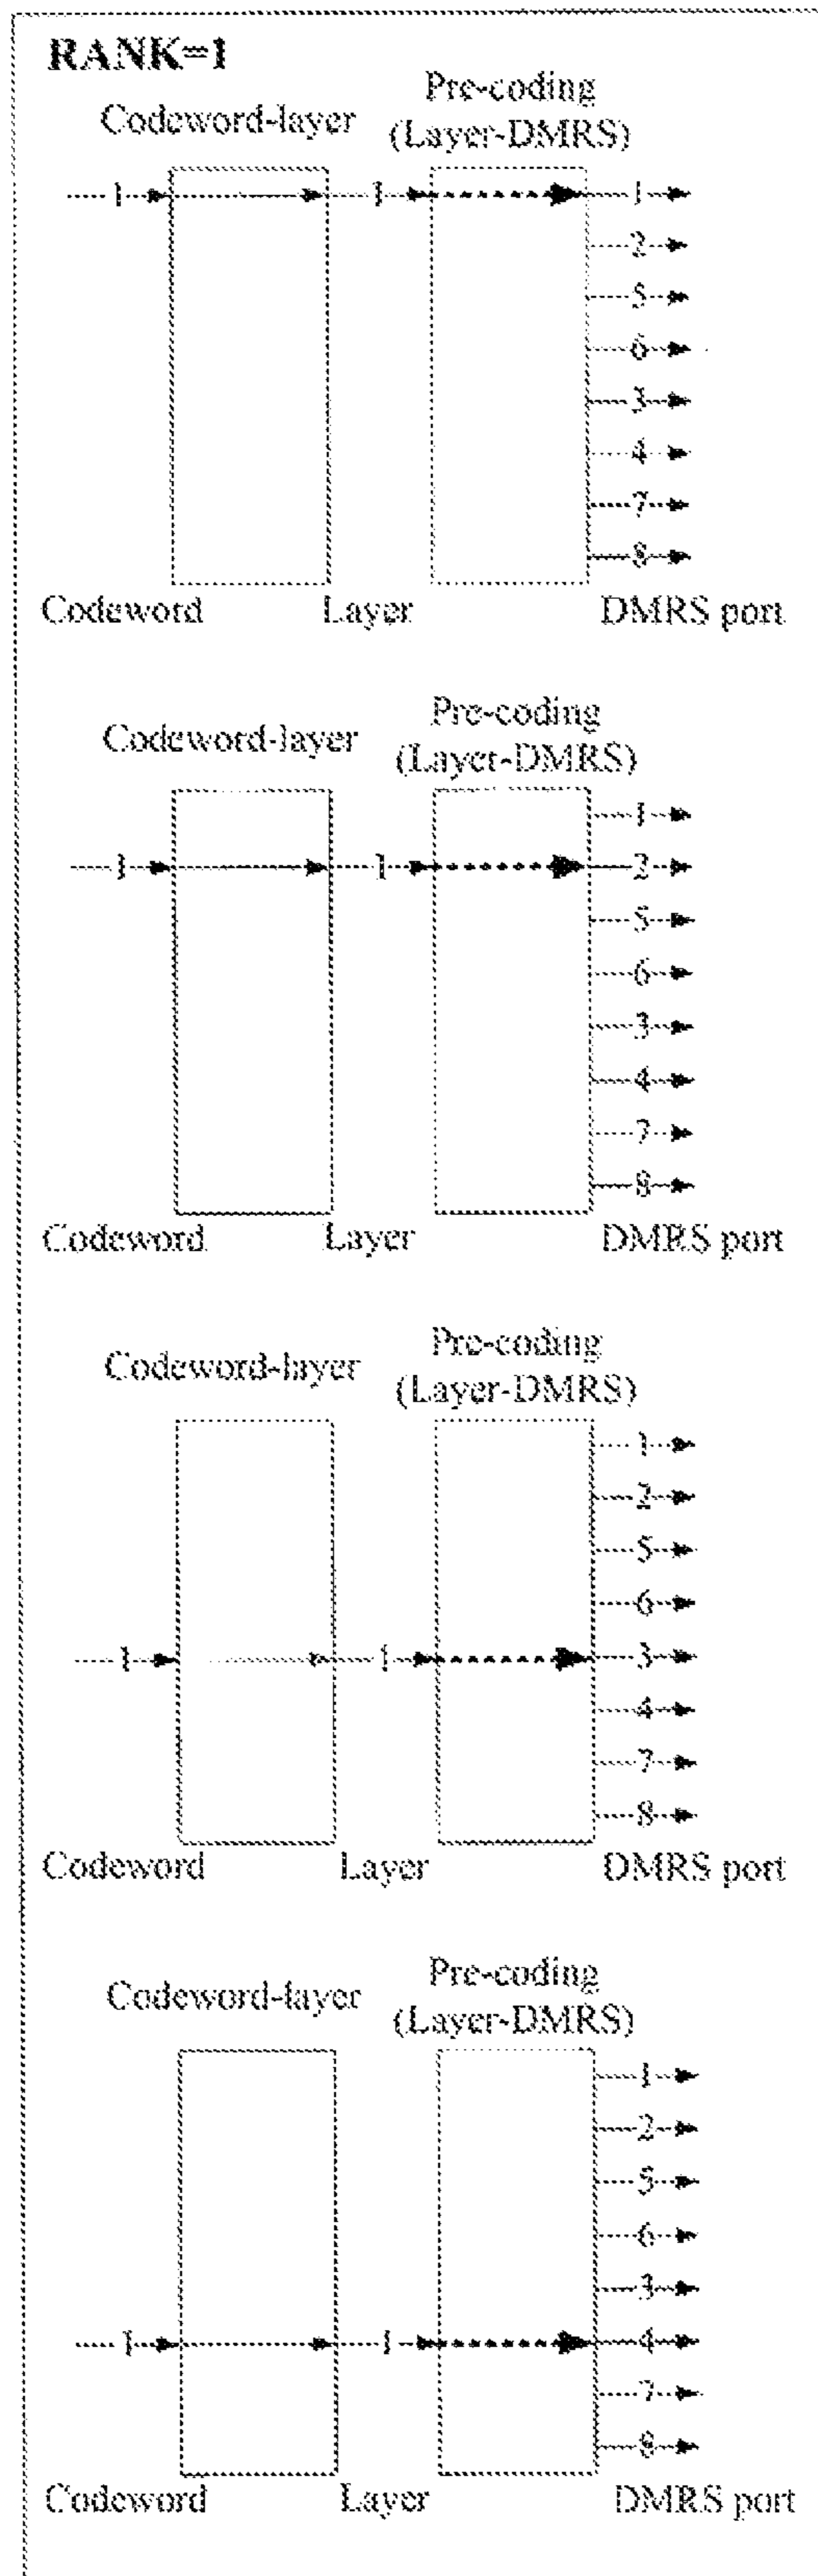 RANK=1
Codeword-layer
Pre-coding
(Layer-DMRS)
1 1 1
2
5
6
3
4
7
8
Codeword Layer DMRS port
Codeword-layer
Pre-coding
(Layer-DMRS)
1
1 1 2
5
6
3
4
7
8
Codeword Layer DMRS port
Codeword-layer
Pre-coding
(Layer-DMRS)
1
2
5
6
1 1 3
4
7
8
Codeword Layer DMRS port
Codeword-layer
Pre-coding
(Layer-DMRS)
1
2
5
6
3
1 1 4
7
8
Codeword Layer DMRS port